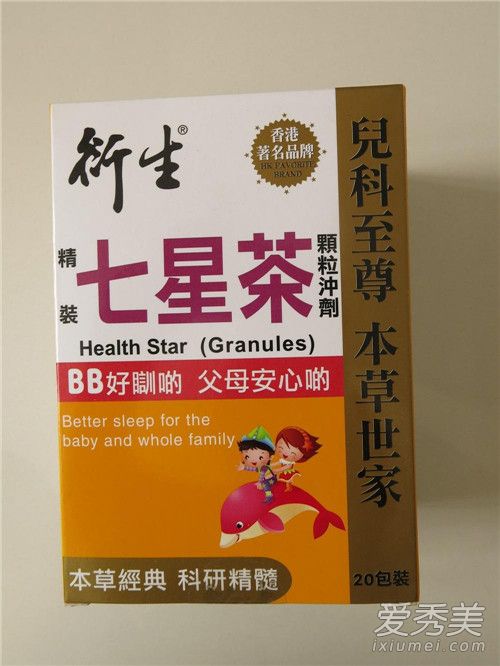 衍生®
香港
著名品牌
HK FAVORITE
BRAND
精裝
七星茶
顆粒沖劑
Health Star (Granules)
BB好瞓啲 父母安心啲
Better sleep for the
baby and whole family
本草經典 科研精髓
兒科至尊 本草世家
20包裝
爱秀美
ixiumei.com